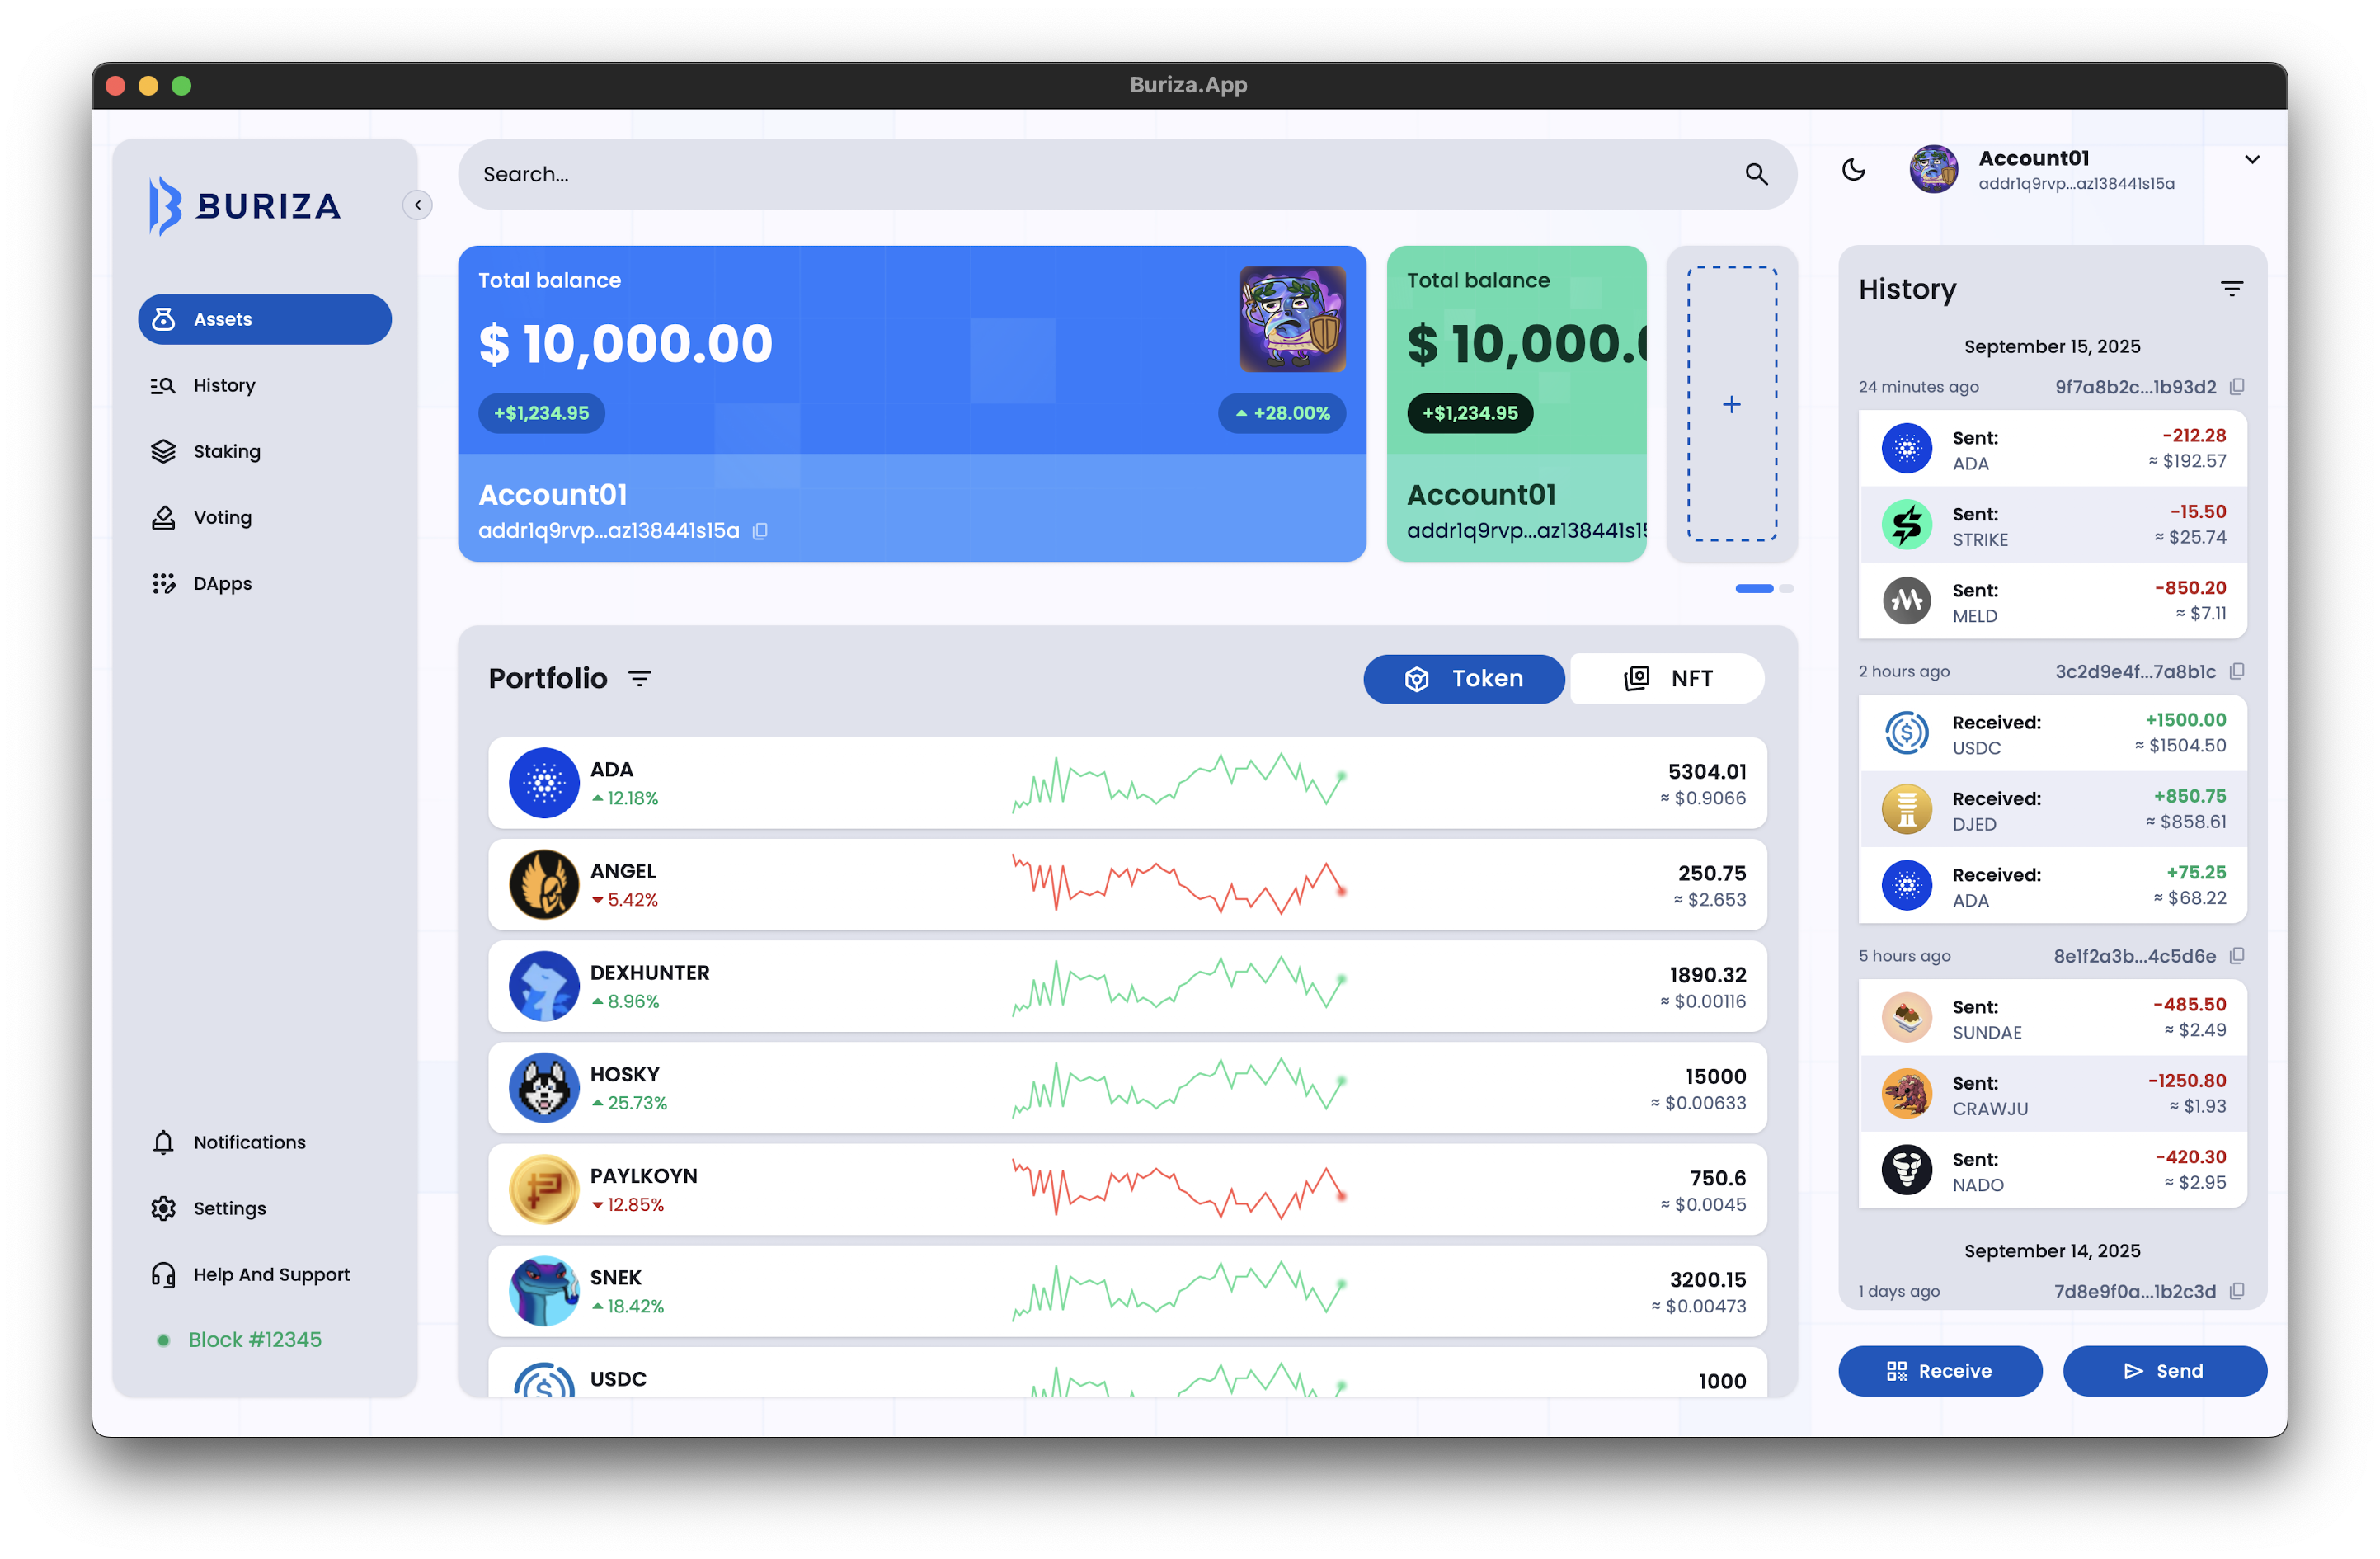 Buriza.App
BURIZA
Assets
History
Staking
Voting
DApps
Notifications
Settings
Help And Support
Block #12345
Search...
Account01
addr1q9rvp...az138441s15a
Total balance
$ 10,000.00
+$1,234.95
+28.00%
Account01
addr1q9rvp...az138441s15a
Total balance
$ 10,000.0
+$1,234.95
Account01
addr1q9rvp...az138441s15
+
Portfolio
Token
NFT
ADA
12.18%
5304.01
≈ $0.9066
ANGEL
5.42%
250.75
≈ $2.653
DEXHUNTER
8.96%
1890.32
≈ $0.00116
HOSKY
25.73%
15000
≈ $0.00633
PAYLKOYN
12.85%
750.6
≈ $0.0045
SNEK
18.42%
3200.15
≈ $0.00473
USDC
1000
History
September 15, 2025
24 minutes ago
9f7a8b2c...1b93d2
Sent:
-212.28
ADA
≈ $192.57
Sent:
-15.50
STRIKE
≈ $25.74
Sent:
-850.20
MELD
≈ $7.11
2 hours ago
3c2d9e4f...7a8b1c
Received:
+1500.00
USDC
≈ $1504.50
Received:
+850.75
DJED
≈ $858.61
Received:
+75.25
ADA
≈ $68.22
5 hours ago
8e1f2a3b...4c5d6e
Sent:
-485.50
SUNDAE
≈ $2.49
Sent:
-1250.80
CRAWJU
≈ $1.93
Sent:
-420.30
NADO
≈ $2.95
September 14, 2025
1 days ago
7d8e9f0a...1b2c3d
Receive
Send